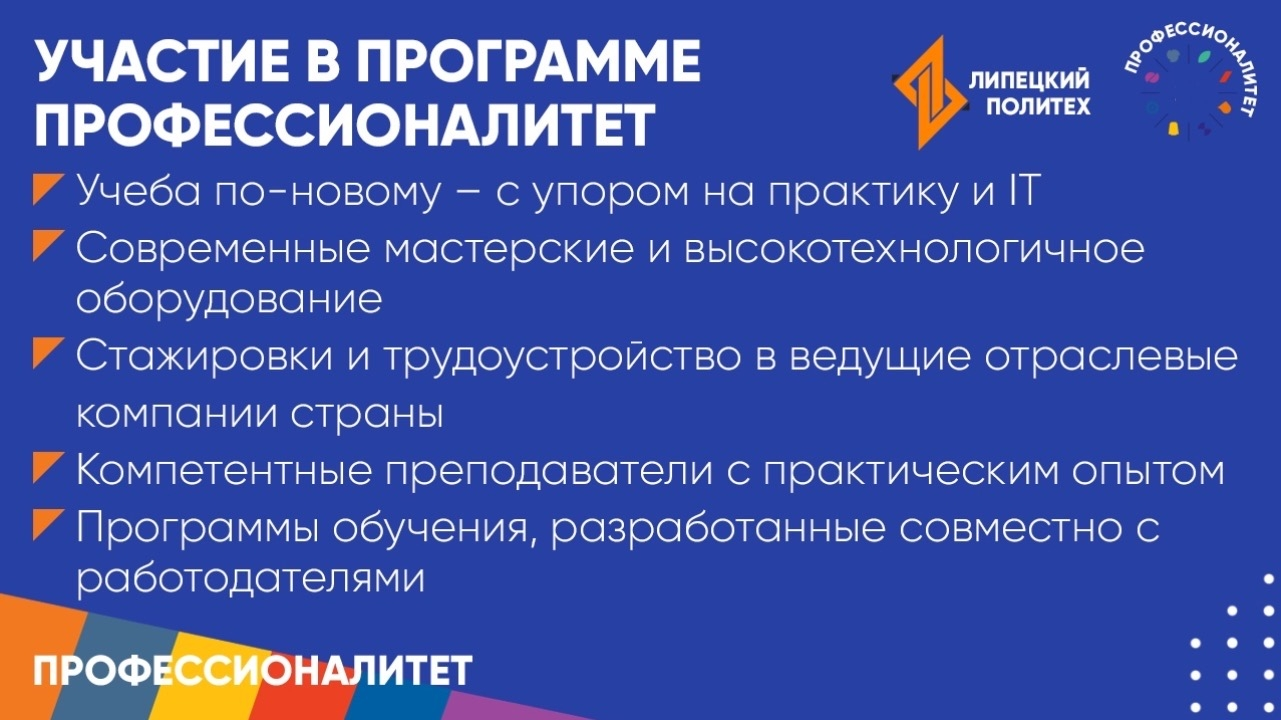 УЧАСТИЕ В ПРОГРАММЕ
ПРОФЕССИОНАЛИТЕТ
ЛИПЕЦКИЙ
ПОЛИТЕХ
ПРОФЕССИОНАЛИТЕТ
Учеба по-новому – с упором на практику и IT
Современные мастерские и высокотехнологичное
оборудование
Стажировки и трудоустройство в ведущие отраслевые
компании страны
Компетентные преподаватели с практическим опытом
Программы обучения, разработанные совместно с
работодателями
ПРОФЕССИОНАЛИТЕТ